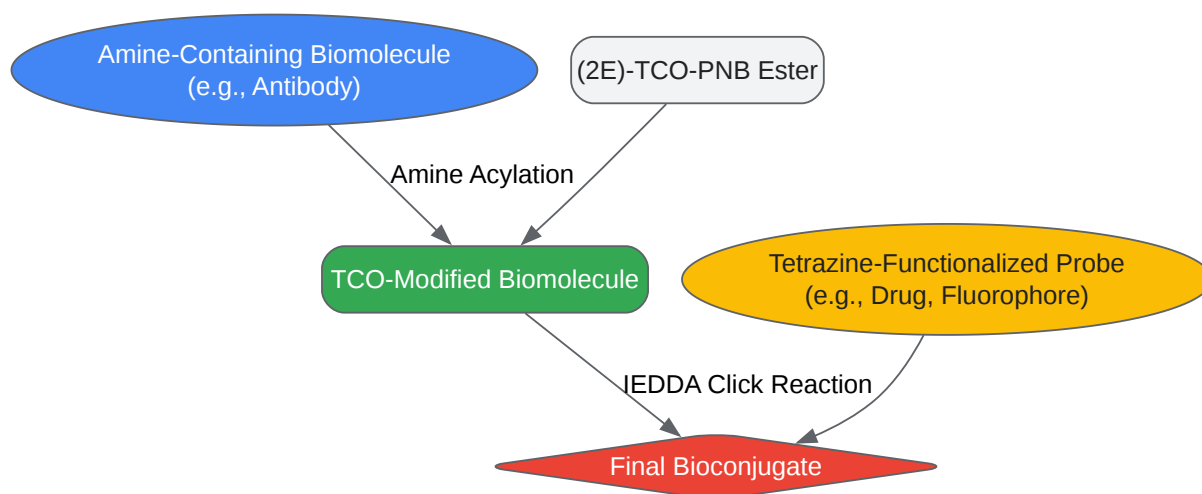 Amine-Containing Biomolecule
(e.g., Antibody)
(2E)-TCO-PNB Ester
Amine Acylation
TCO-Modified Biomolecule
Tetrazine-Functionalized Probe
(e.g., Drug, Fluorophore)
IEDDA Click Reaction
Final Bioconjugate